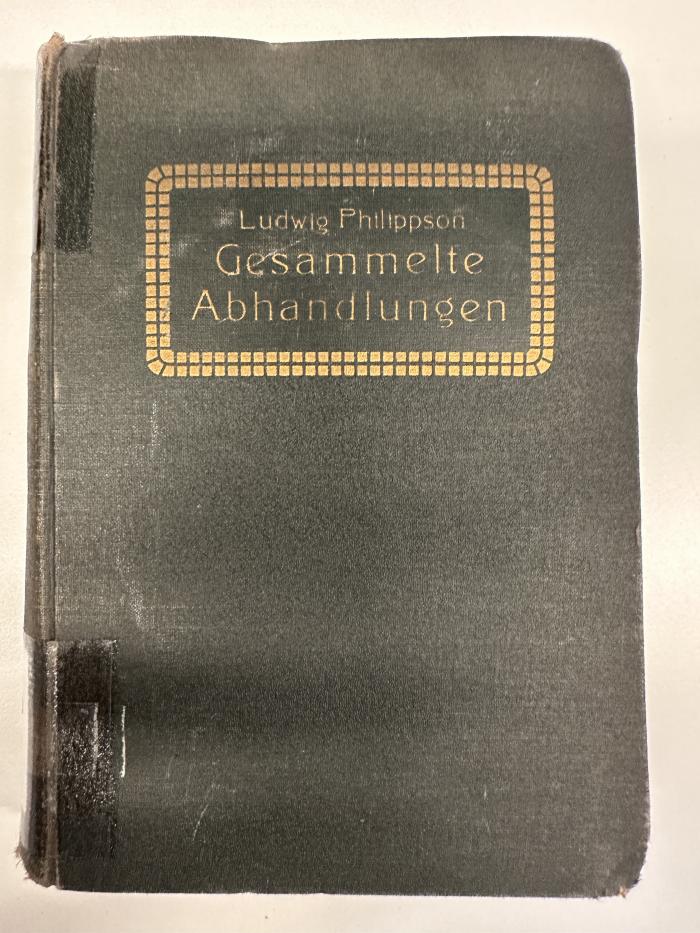 Ludwig Philippson
Gesammelte
Abhandlungen